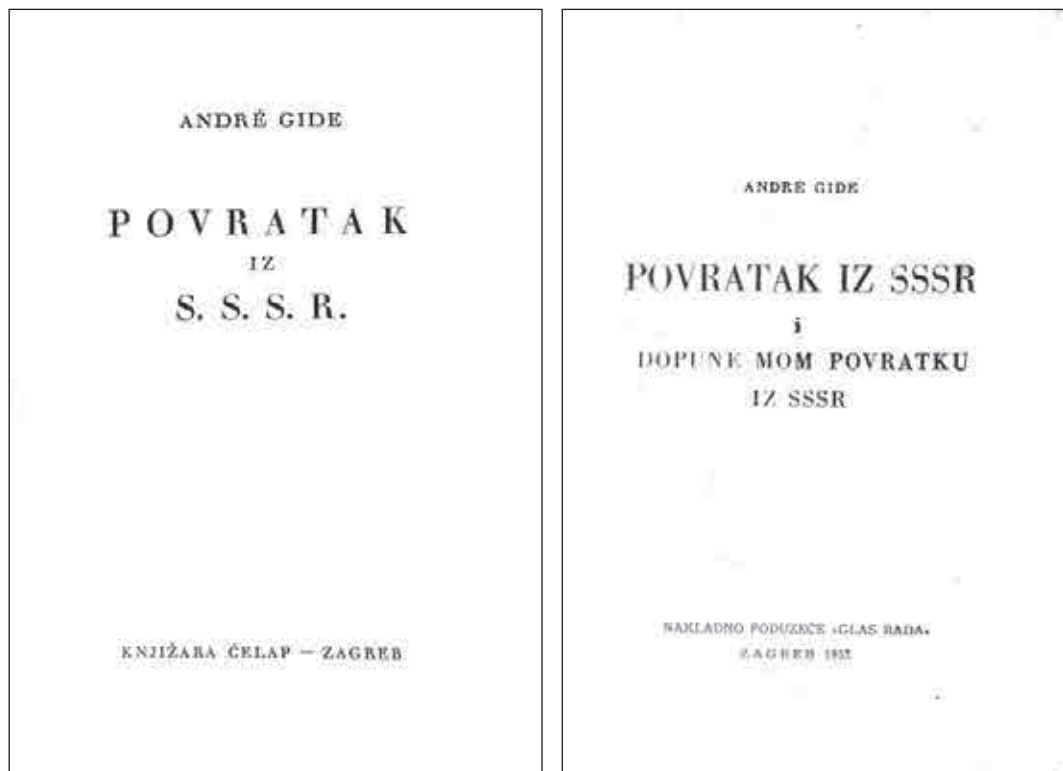 ANDRÉ GIDE
POVRATAK
IZ
S. S. S. R.
KNJIŽARA ČELAP — ZAGREB
ANDRE GIDE
POVRATAK IZ SSSR
i
DOPUNE MOM POVRATKU
IZ SSSR
NAKLADNO PODUZEĆE »GLAS RADA«
ZAGREB